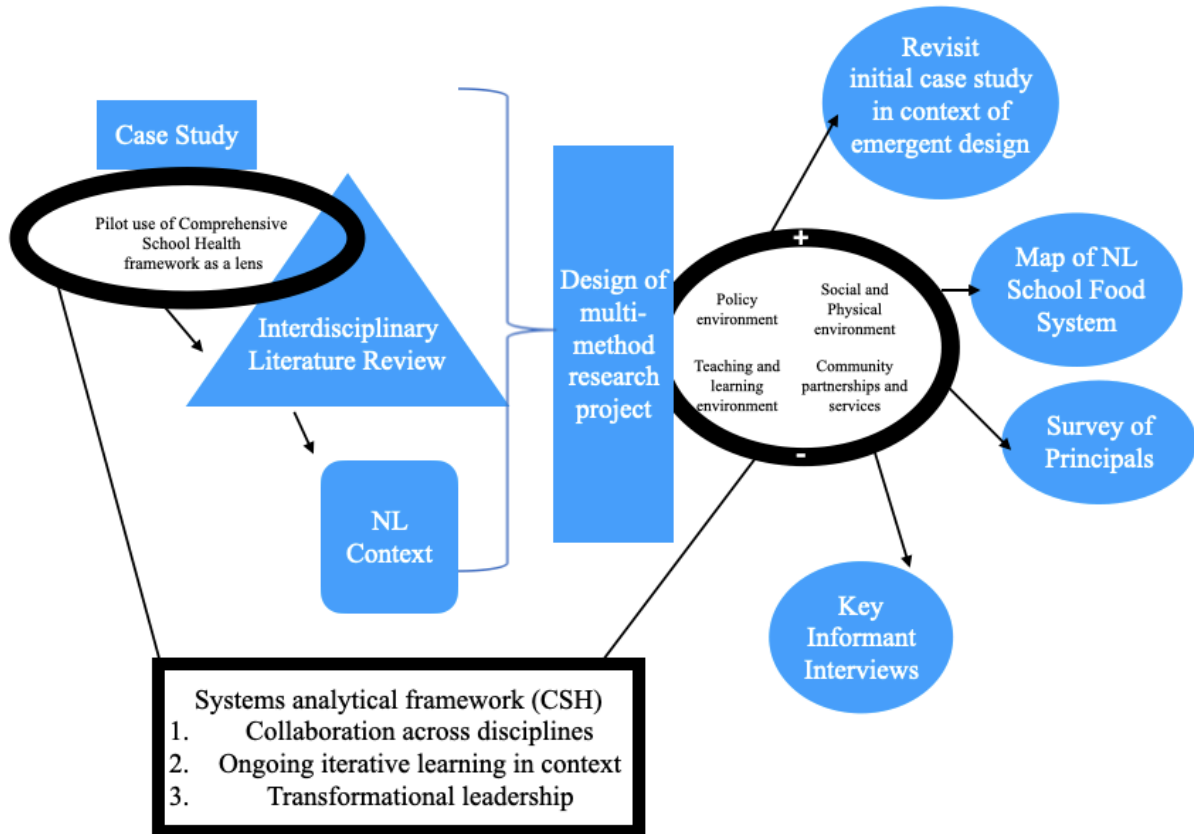 Case Study
Pilot use of Comprehensive
School Health
framework as a lens
Interdisciplinary
Literature Review
NL
Context
Design of
multi-
method
research
project
+
Policy
environment
Social and
Physical
environment
Teaching and
learning
environment
Community
partnerships and
services
-
Revisit
initial case study
in context of
emergent design
Map of NL
School Food
System
Survey of
Principals
Key
Informant
Interviews
Systems analytical framework (CSH)
1. Collaboration across disciplines
2. Ongoing iterative learning in context
3. Transformational leadership